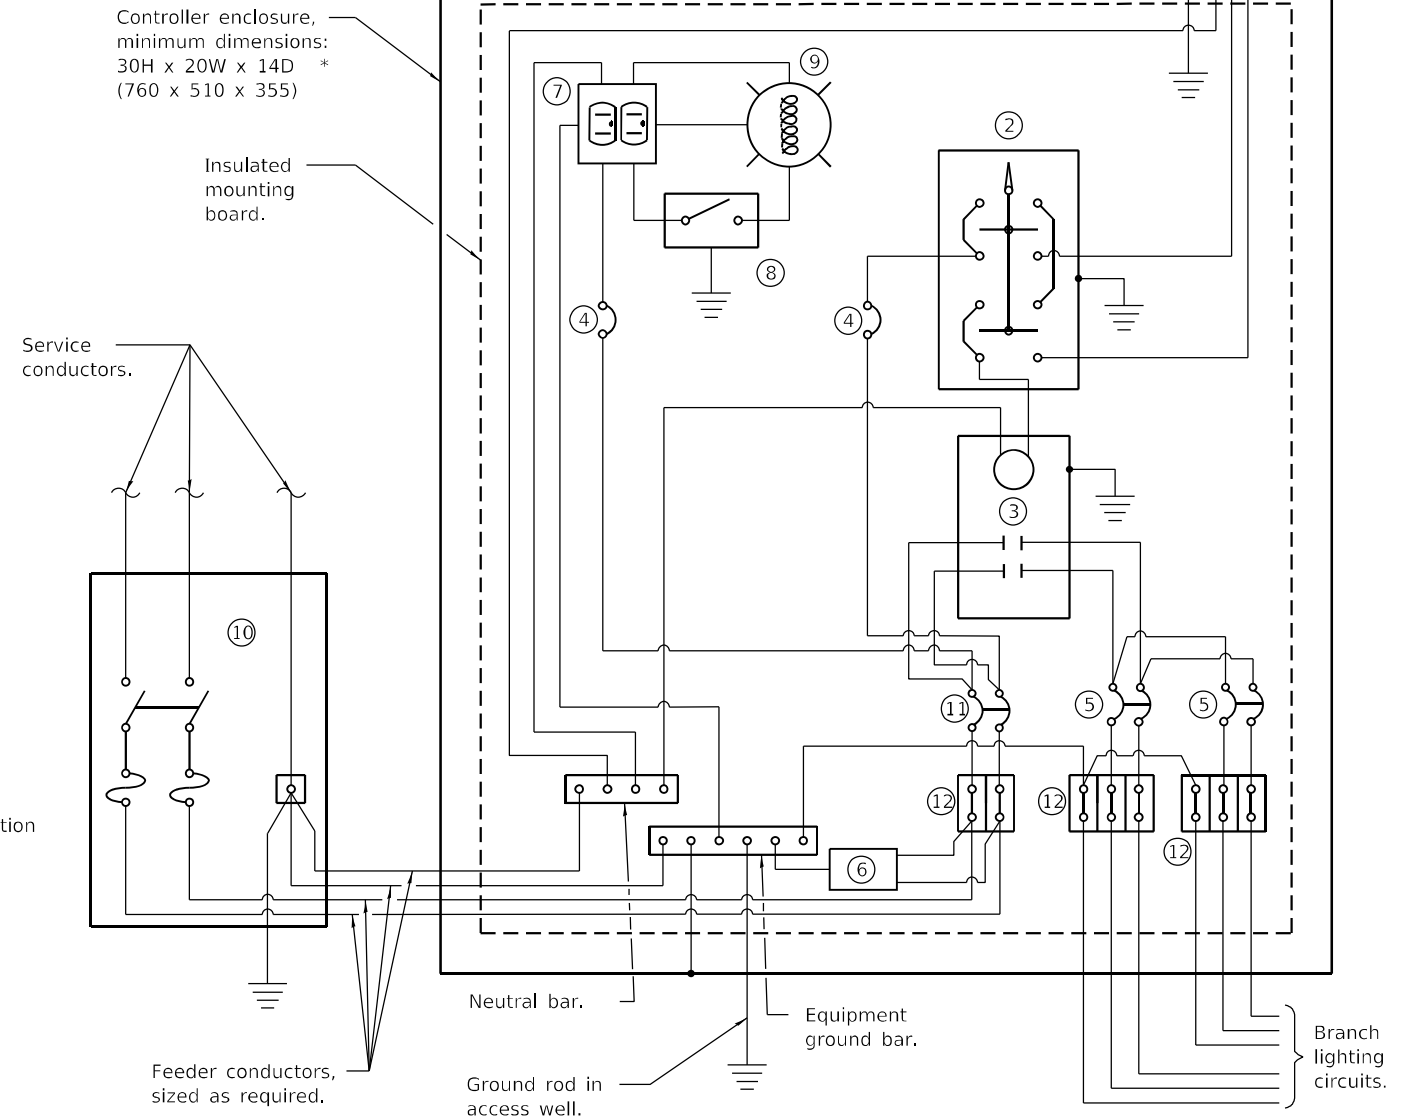 Controller enclosure,
minimum dimensions:
30H x 20W x 14D *
(760 x 510 x 355)
9
7
2
Insulated
mounting
board.
8
4
4
Service
conductors.
3
10
11
5
5
12
12
tion
12
6
Neutral bar.
Equipment
ground bar.
Branch
lighting
circuits.
Feeder conductors,
sized as required.
Ground rod in
access well.